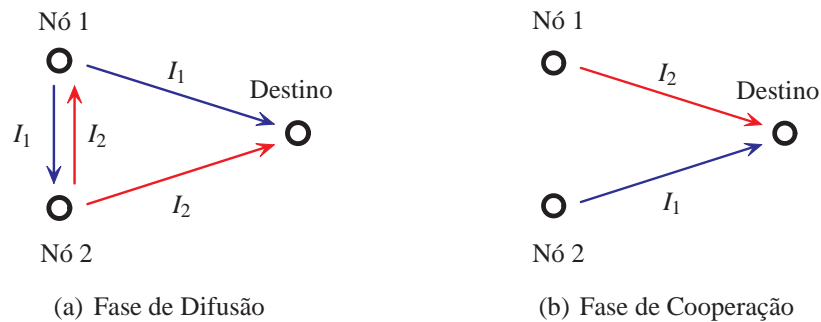 Nó 1
I1
Destino
I1
I2
I2
Nó 2
(a) Fase de Difusão
Nó 1
I2
Destino
I1
Nó 2
(b) Fase de Cooperação